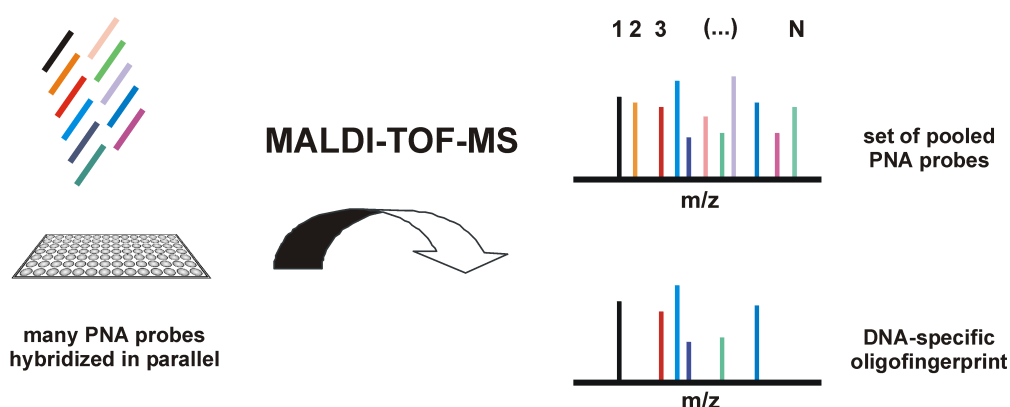 1 2 3 (...) N
MALDI-TOF-MS
set of pooled
PNA probes
m/z
many PNA probes
hybridized in parallel
DNA-specific
oligofingerprint
m/z